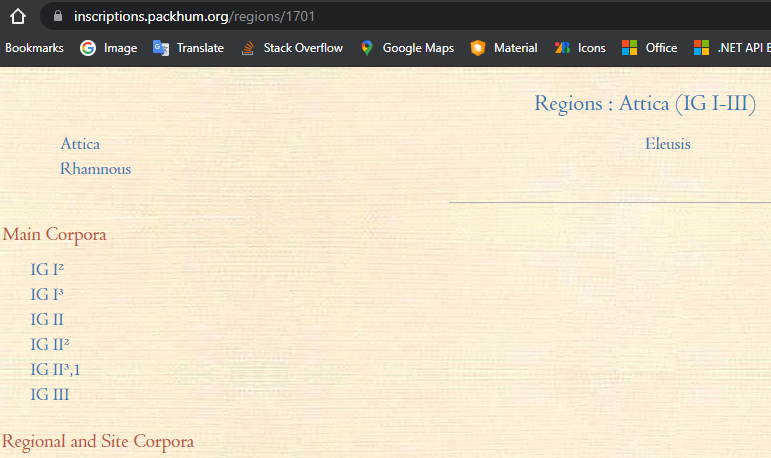 inscriptions.packhum.org/regions/1701
Bookmarks Image Translate Stack Overflow Google Maps Material Icons Office .NET API
Regions : Attica (IG I-III)
Attica Eleusis
Rhamnous
Main Corpora
IG I²
IG I³
IG II
IG II²
IG II³,1
IG III
Regional and Site Corpora